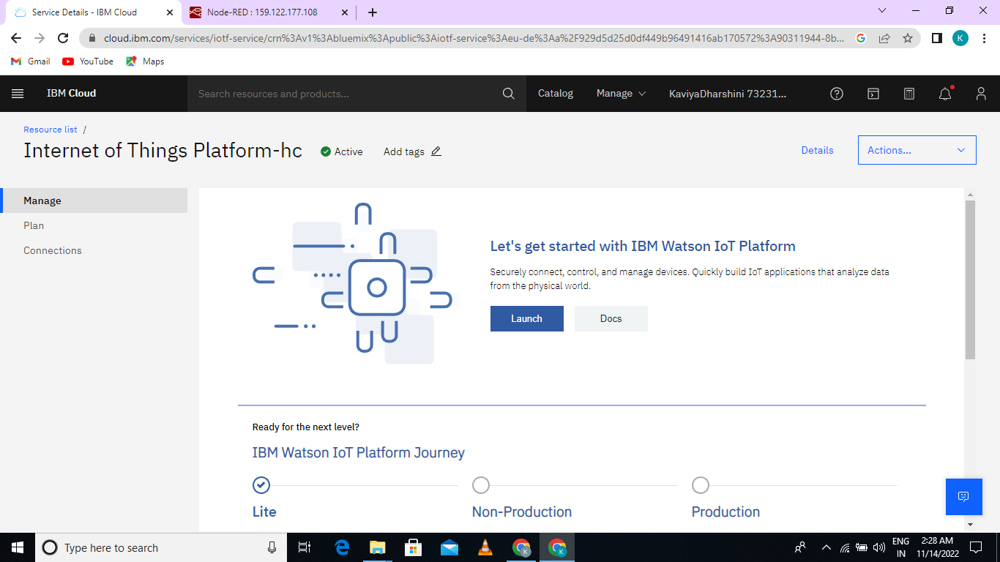 Service Details - IBM Cloud
Node-RED : 159.122.177.108
cloud.ibm.com/services/iotf-service/crn%3Av1%3Abluemix%3Apublic%3Aiotf-service%3Aeu-de%3Aa%2F929d5d25d0df449b96491416ab170572%3A90311944-8b...
K
Gmail
YouTube
Maps
IBM Cloud
Search resources and products...
Catalog
Manage
KaviyaDharshini 73231...
Resource list /
Internet of Things Platform-hc
Active
Add tags
Details
Actions...
Manage
Plan
Connections
Let's get started with IBM Watson IoT Platform
Securely connect, control, and manage devices. Quickly build IoT applications that analyze data
from the physical world.
Launch
Docs
Ready for the next level?
IBM Watson IoT Platform Journey
Lite
Non-Production
Production
Type here to search
K
K
ENG
IN
2:28 AM
11/14/2022